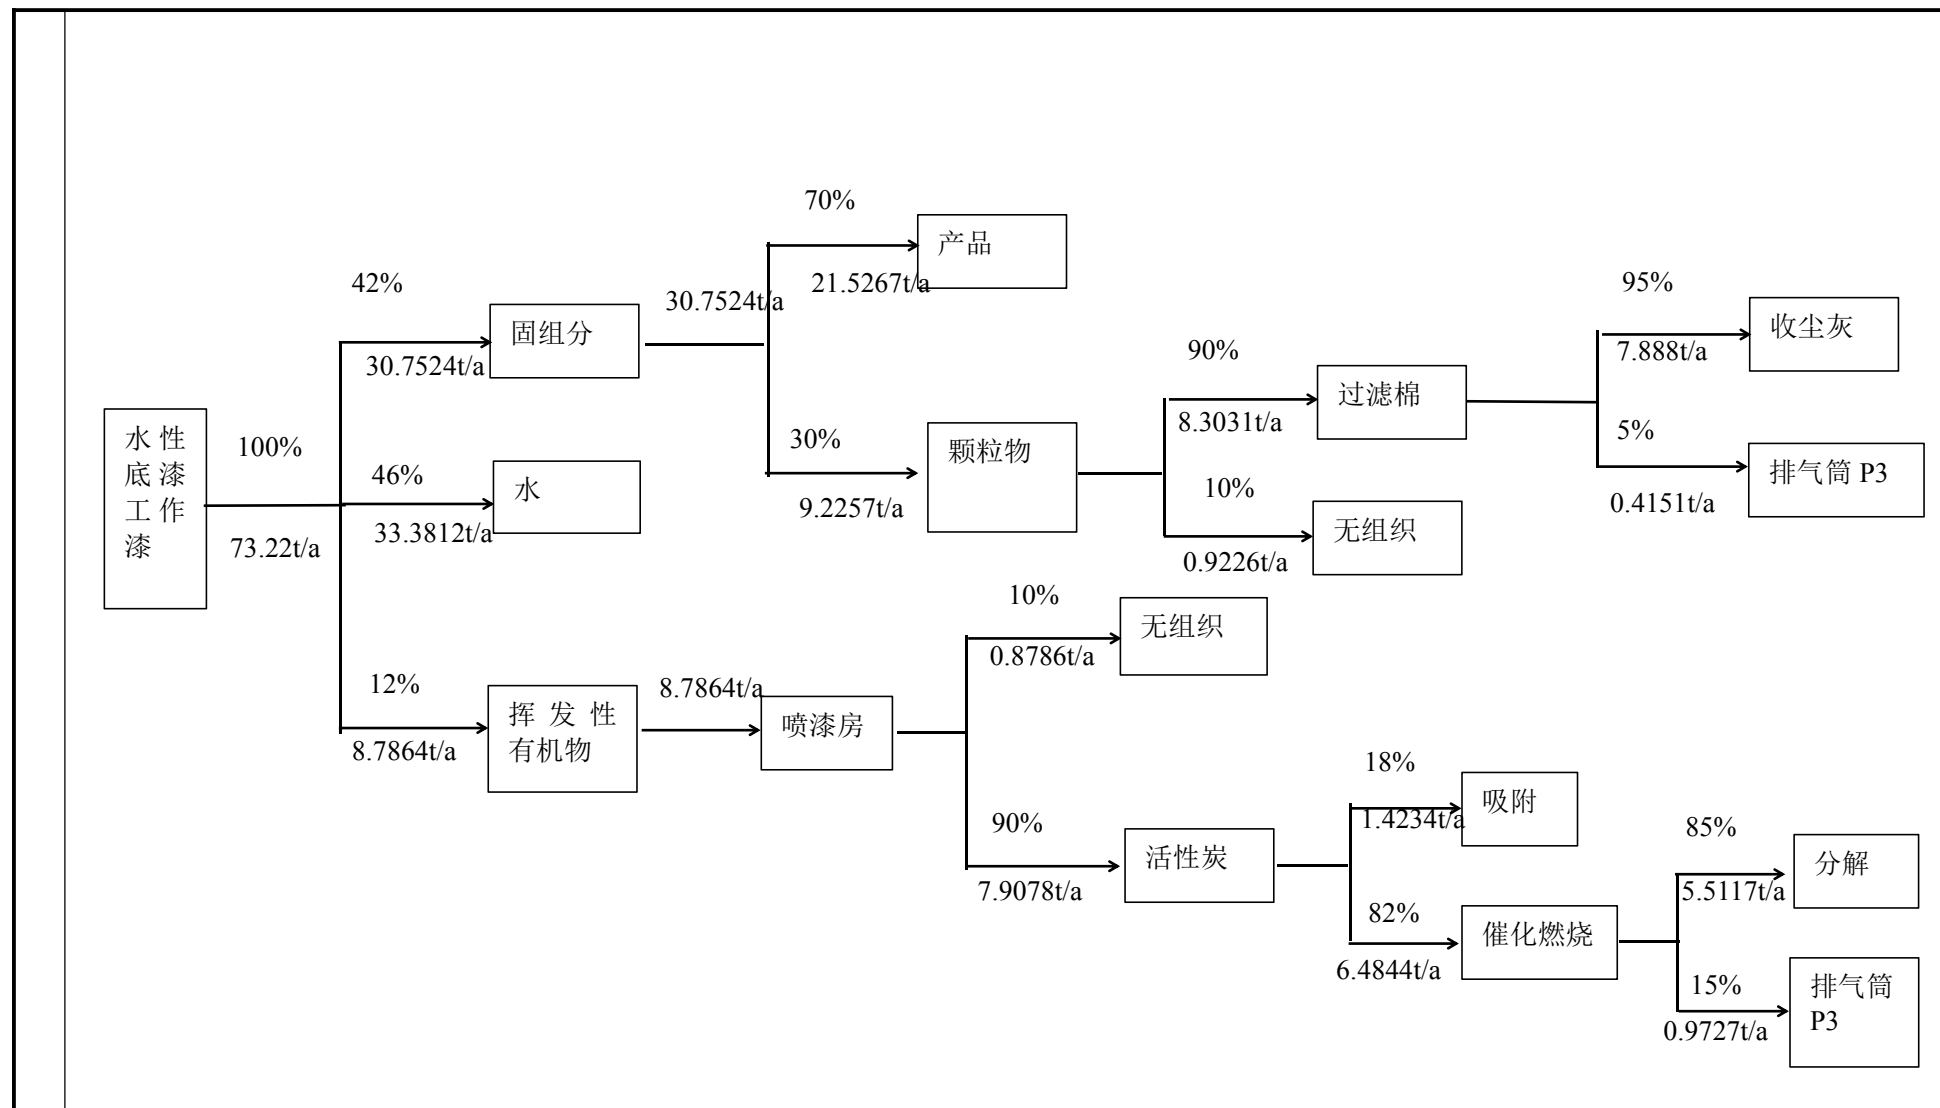 70%
产品
21.5267t/a
42%
固组分
30.7524t/a
30.7524t/a
95%
收尘灰
7.888t/a
90%
过滤棉
8.3031t/a
5%
排气筒 P3
0.4151t/a
水性
底漆
工作
漆
100%
73.22t/a
46%
水
33.3812t/a
30%
颗粒物
9.2257t/a
10%
无组织
0.9226t/a
10%
无组织
0.8786t/a
12%
挥发性
有机物
8.7864t/a
8.7864t/a
喷漆房
90%
活性炭
7.9078t/a
18%
吸附
1.4234t/a
85%
分解
5.5117t/a
82%
催化燃烧
6.4844t/a
15%
排气筒
P3
0.9727t/a